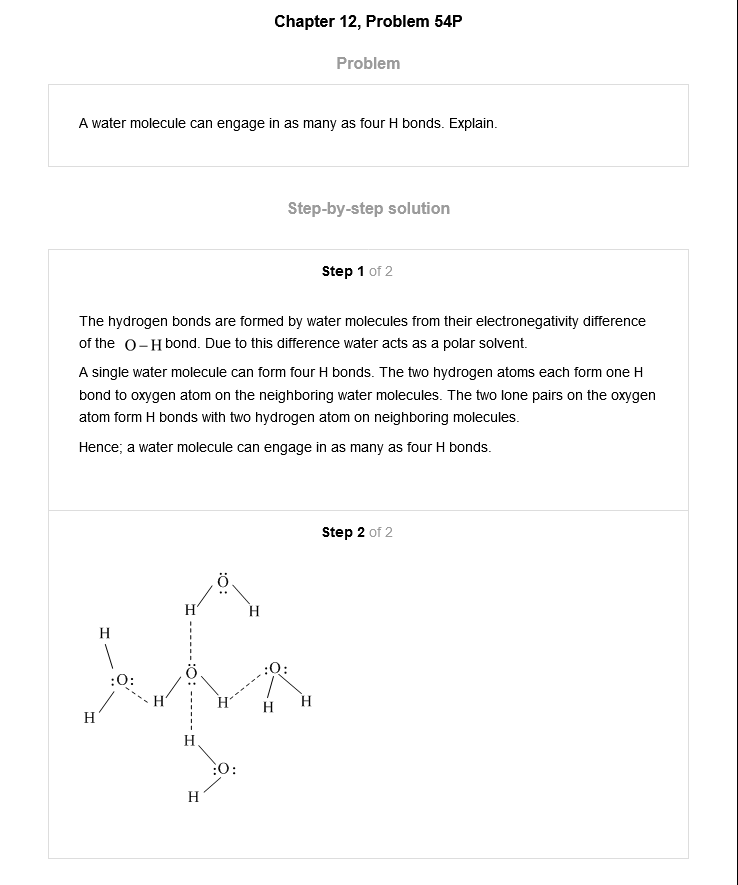 Chapter 12, Problem 54P
Problem
A water molecule can engage in as many as four H bonds. Explain.
Step-by-step solution
Step 1 of 2
The hydrogen bonds are formed by water molecules from their electronegativity difference
of the O–H bond. Due to this difference water acts as a polar solvent.
A single water molecule can form four H bonds. The two hydrogen atoms each form one H
bond to oxygen atom on the neighboring water molecules. The two lone pairs on the oxygen
atom form H bonds with two hydrogen atom on neighboring molecules.
Hence; a water molecule can engage in as many as four H bonds.
Step 2 of 2
Ö
H H
H
:O: Ö :O:
H H H
H H
H
:O:
H